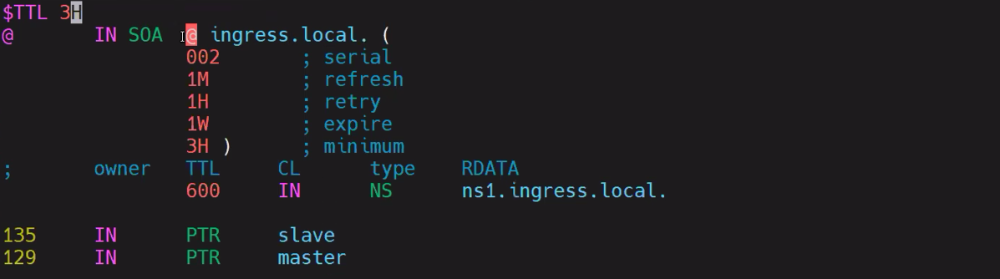 $TTL 3H
@ IN SOA @ ingress.local. (
002 ; serial
1M ; refresh
1H ; retry
1W ; expire
3H ) ; minimum
; owner TTL CL type RDATA
600 IN NS ns1.ingress.local.
135 IN PTR slave
129 IN PTR master